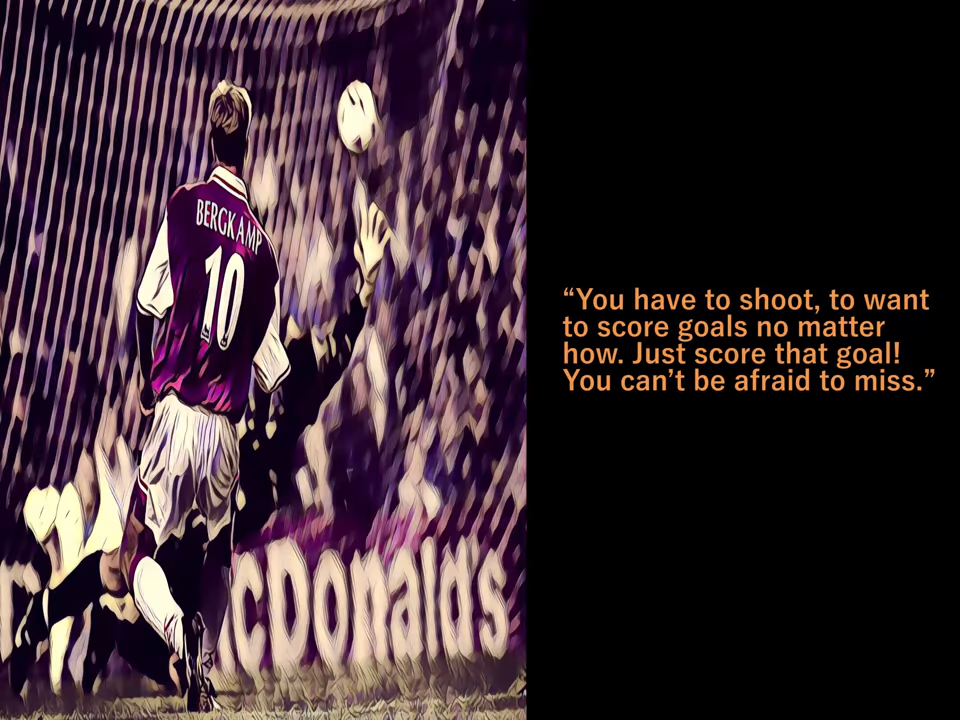 BERGKAMP
10
McDonalds
“You have to shoot, to want
to score goals no matter
how. Just score that goal!
You can’t be afraid to miss.”